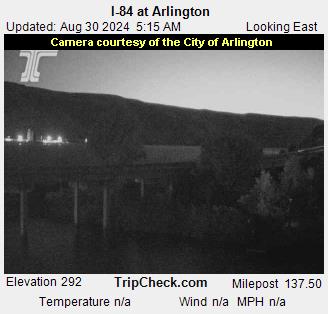 I-84 at Arlington
Updated: Aug 30 2024 5:15 AM Looking East
Camera courtesy of the City of Arlington
Elevation 292 TripCheck.com Milepost 137.50
Temperature n/a Wind n/a MPH n/a